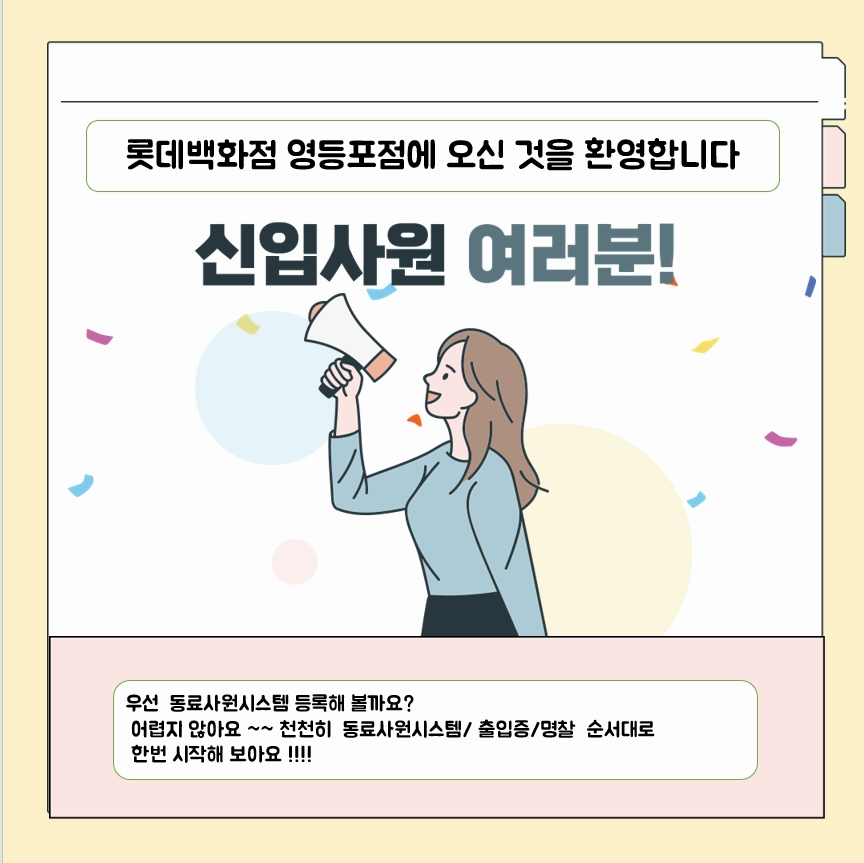 롯데백화점 영등포점에 오신 것을 환영합니다
신입사원 여러분!
우선 동료사원시스템 등록해 볼까요?
어렵지 않아요 ~~ 천천히 동료사원시스템/ 출입증/명찰 순서대로
한번 시작해 보아요 !!!!